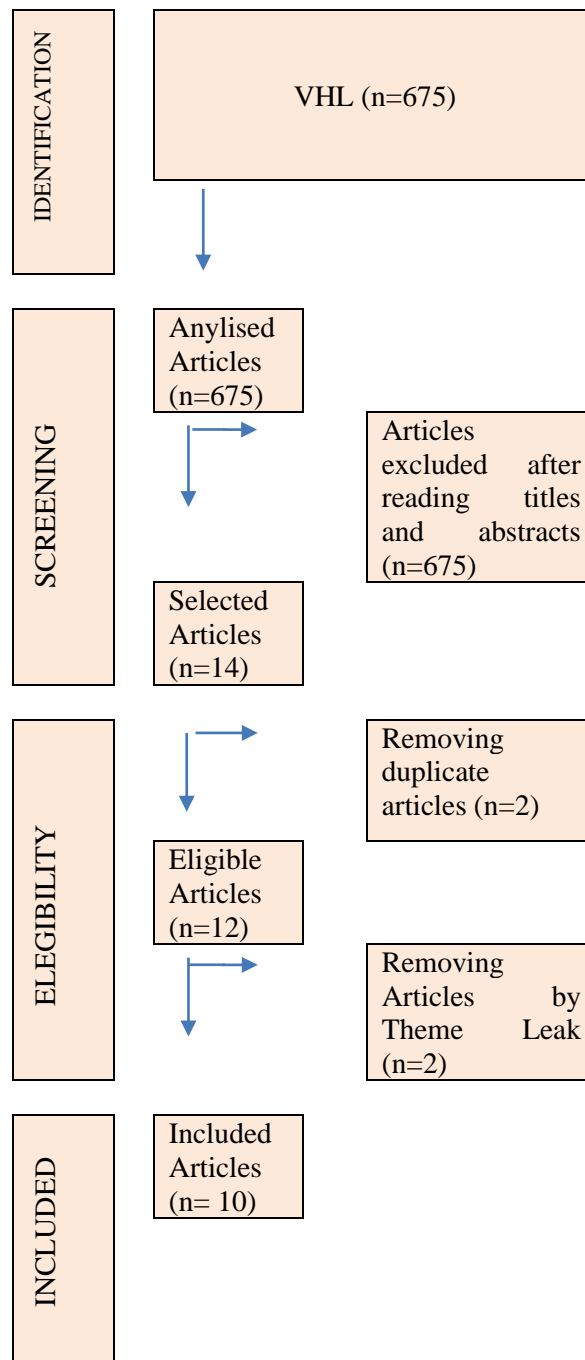 IDENTIFICATION
VHL (n=675)
SCREENING
Anylised
Articles
(n=675)
Articles
excluded after
reading titles
and abstracts
(n=675)
Selected
Articles
(n=14)
ELEGIBILITY
Removing
duplicate
articles (n=2)
Eligible
Articles
(n=12)
Removing
Articles by
Theme Leak
(n=2)
INCLUDED
Included
Articles
(n= 10)